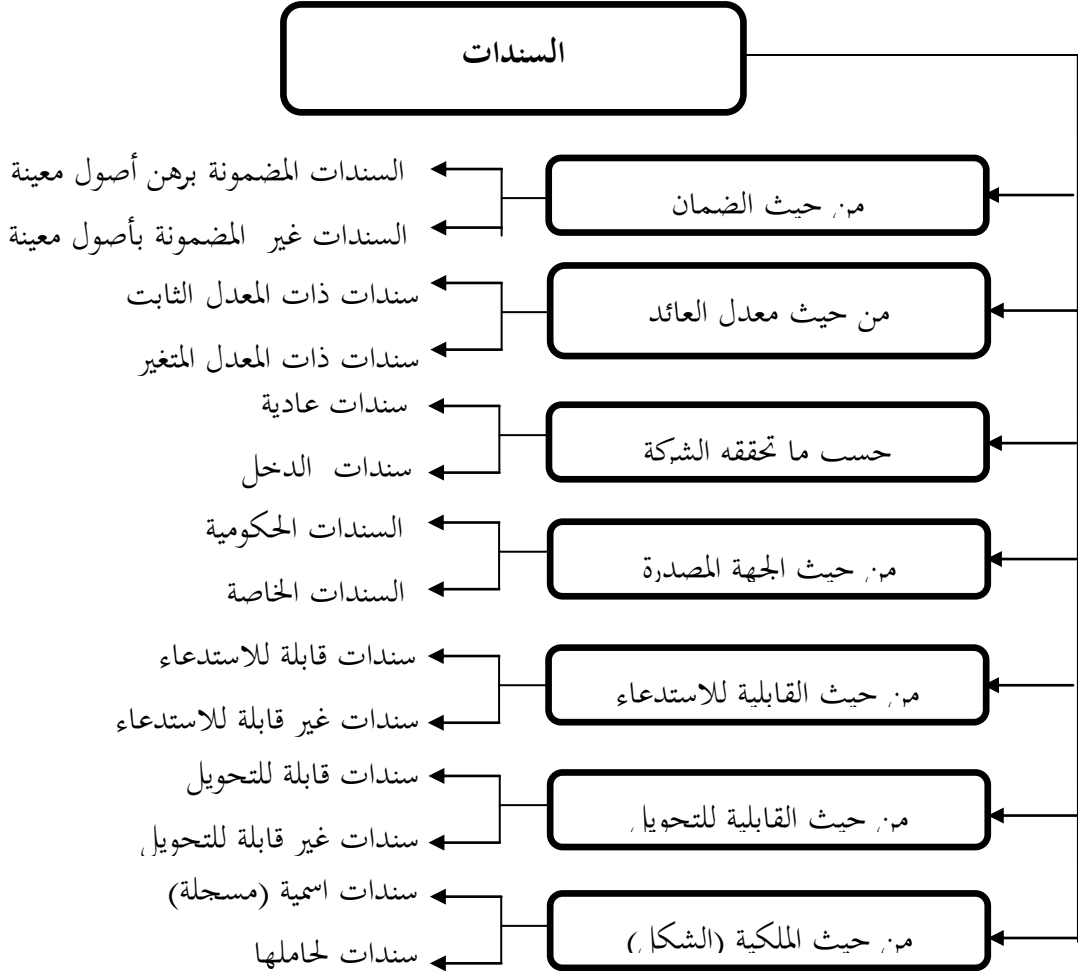 السندات
من حيث الضمان
السندات المضمونة برهن أصول معينة
السندات غير المضمونة بأصول معينة
من حيث معدل العائد
سندات ذات المعدل الثابت
سندات ذات المعدل المتغير
حسب ما تحققه الشركة
سندات عادية
سندات الدخل
من حيث الجهة المصدرة
السندات الحكومية
السندات الخاصة
من حيث القابلية للاستدعاء
سندات قابلة للاستدعاء
سندات غير قابلة للاستدعاء
من حيث القابلية للتحويل
سندات قابلة للتحويل
سندات غير قابلة للتحويل
من حيث الملكية (الشكل)
سندات اسمية (مسجلة)
سندات لحاملها